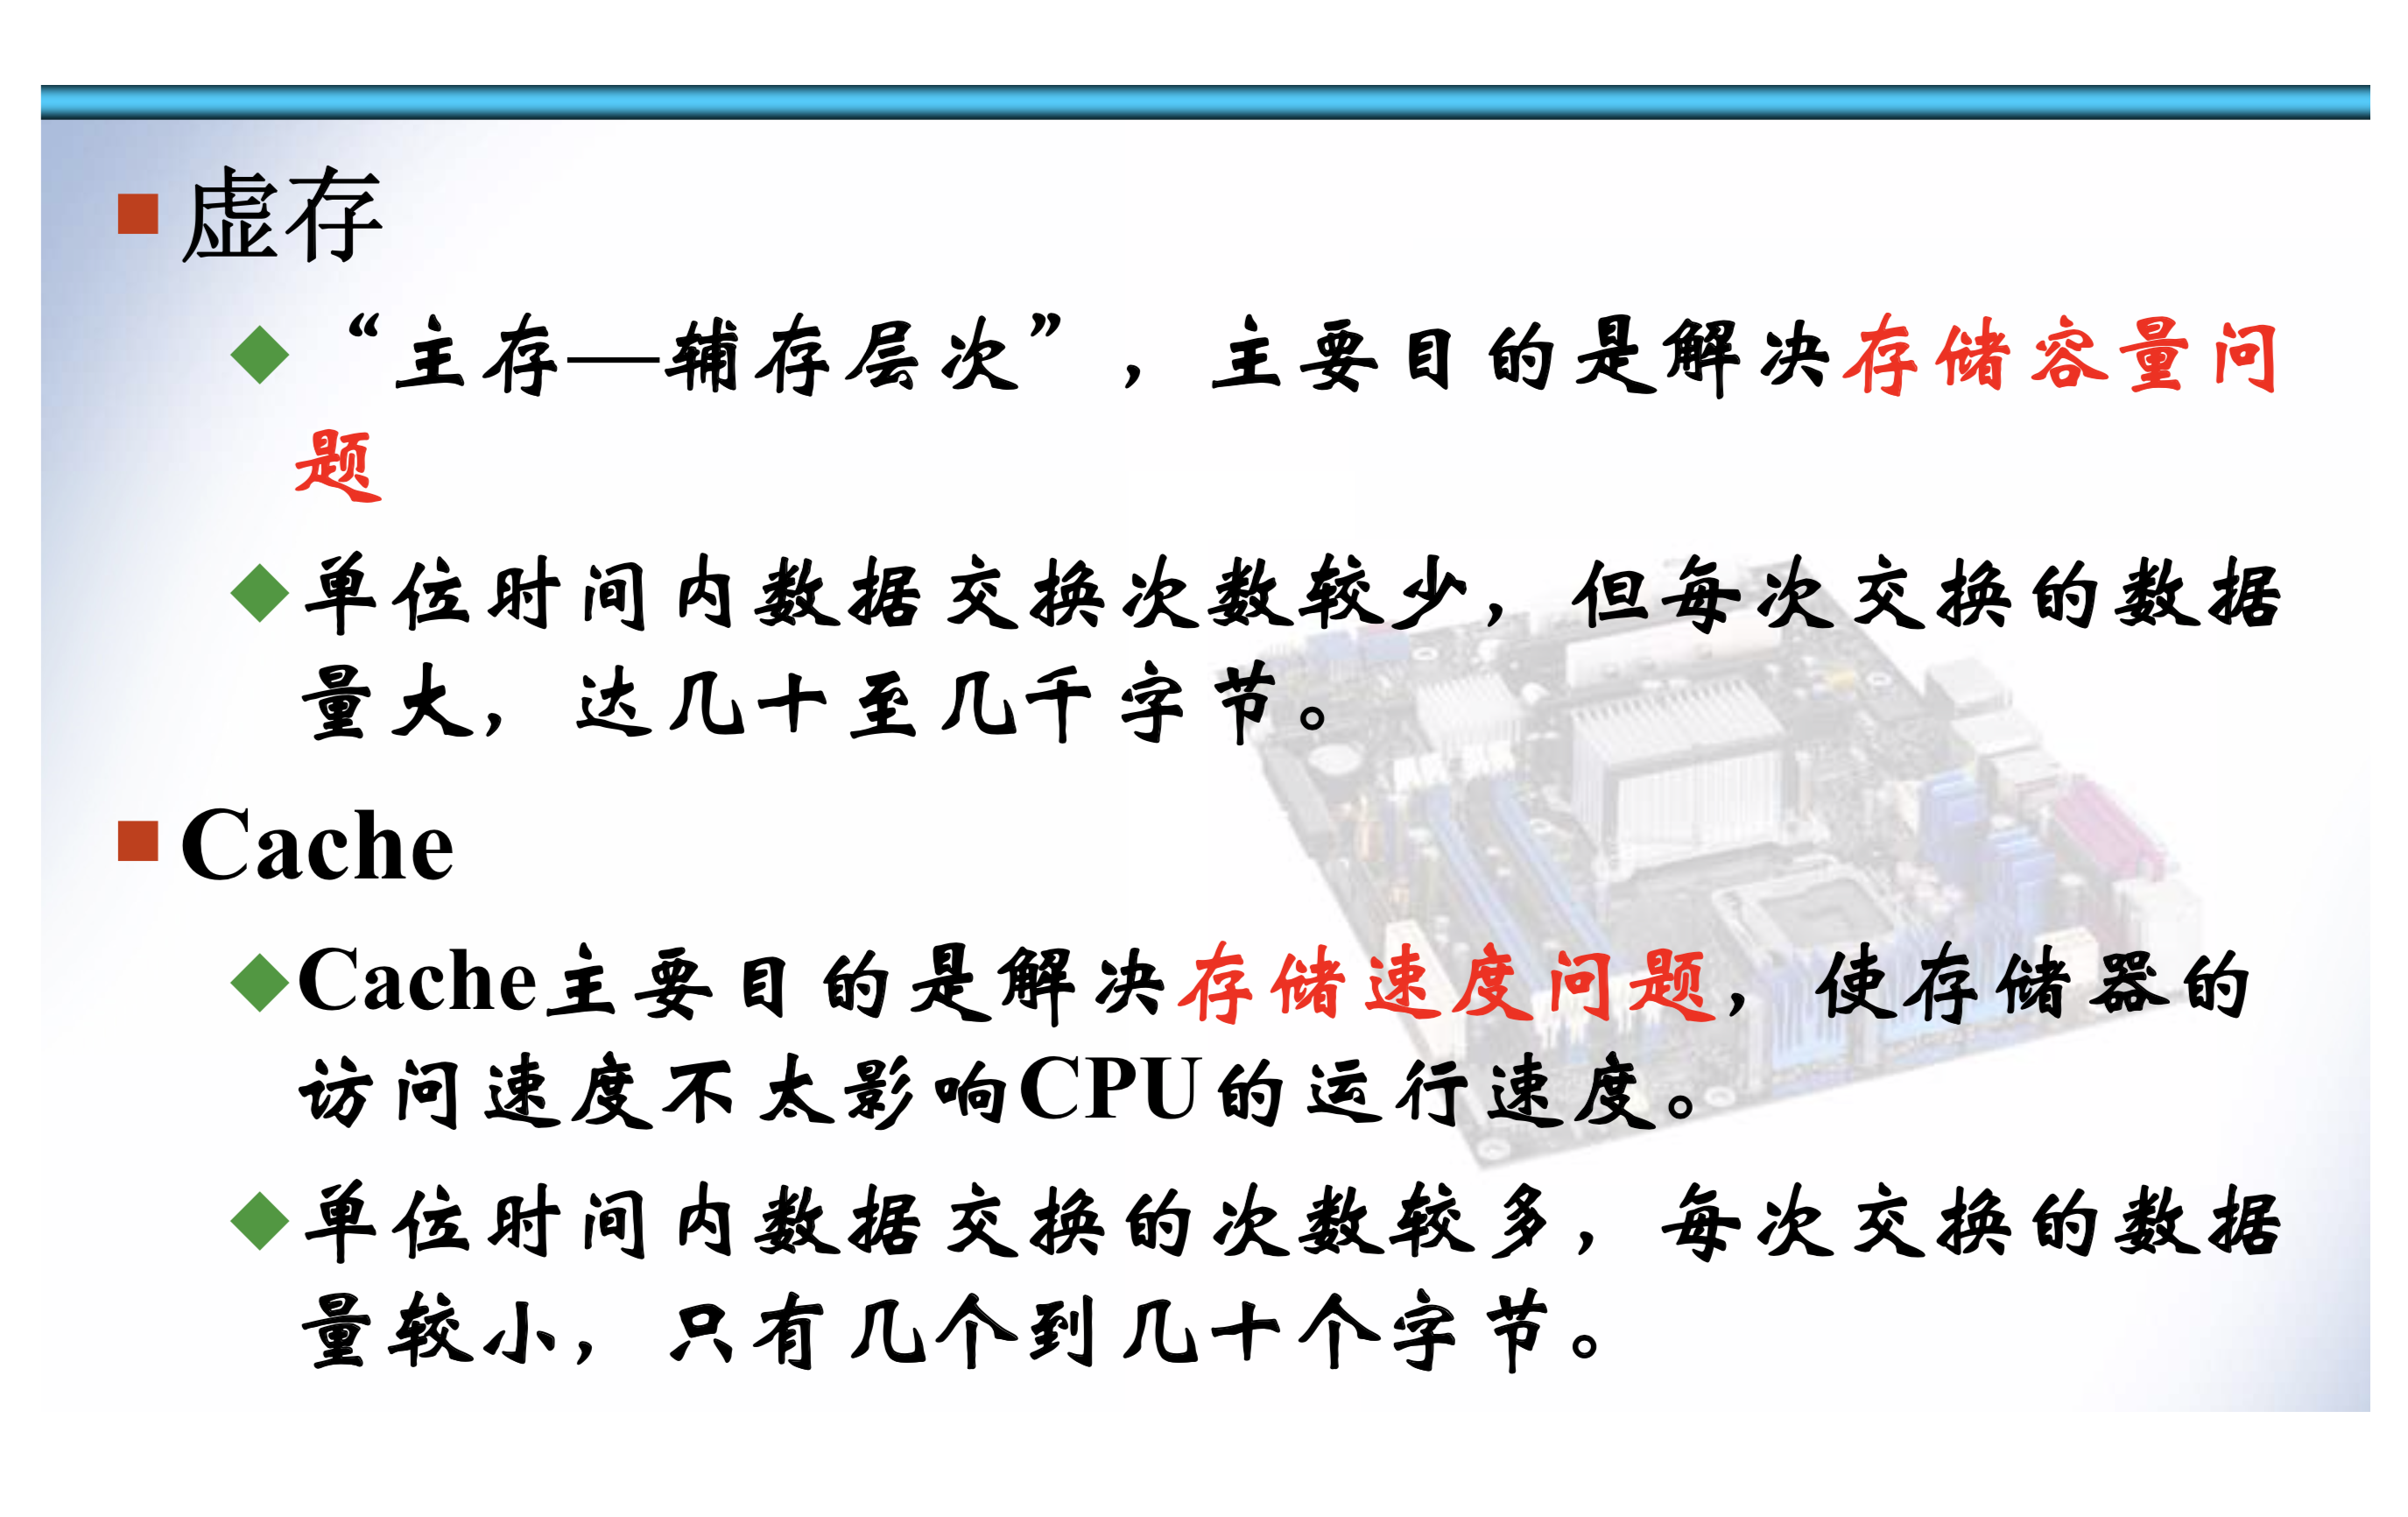 虚存
“主存—辅存层次”，主要目的是解决存储容量问
题
单位时间内数据交换次数较少，但每次交换的数据
量大，达几十至几千字节。
Cache
Cache主要目的是解决存储速度问题，使存储器的
访问速度不太影响CPU的运行速度。
单位时间内数据交换的次数较多，每次交换的数据
量较小，只有几个到几十个字节。